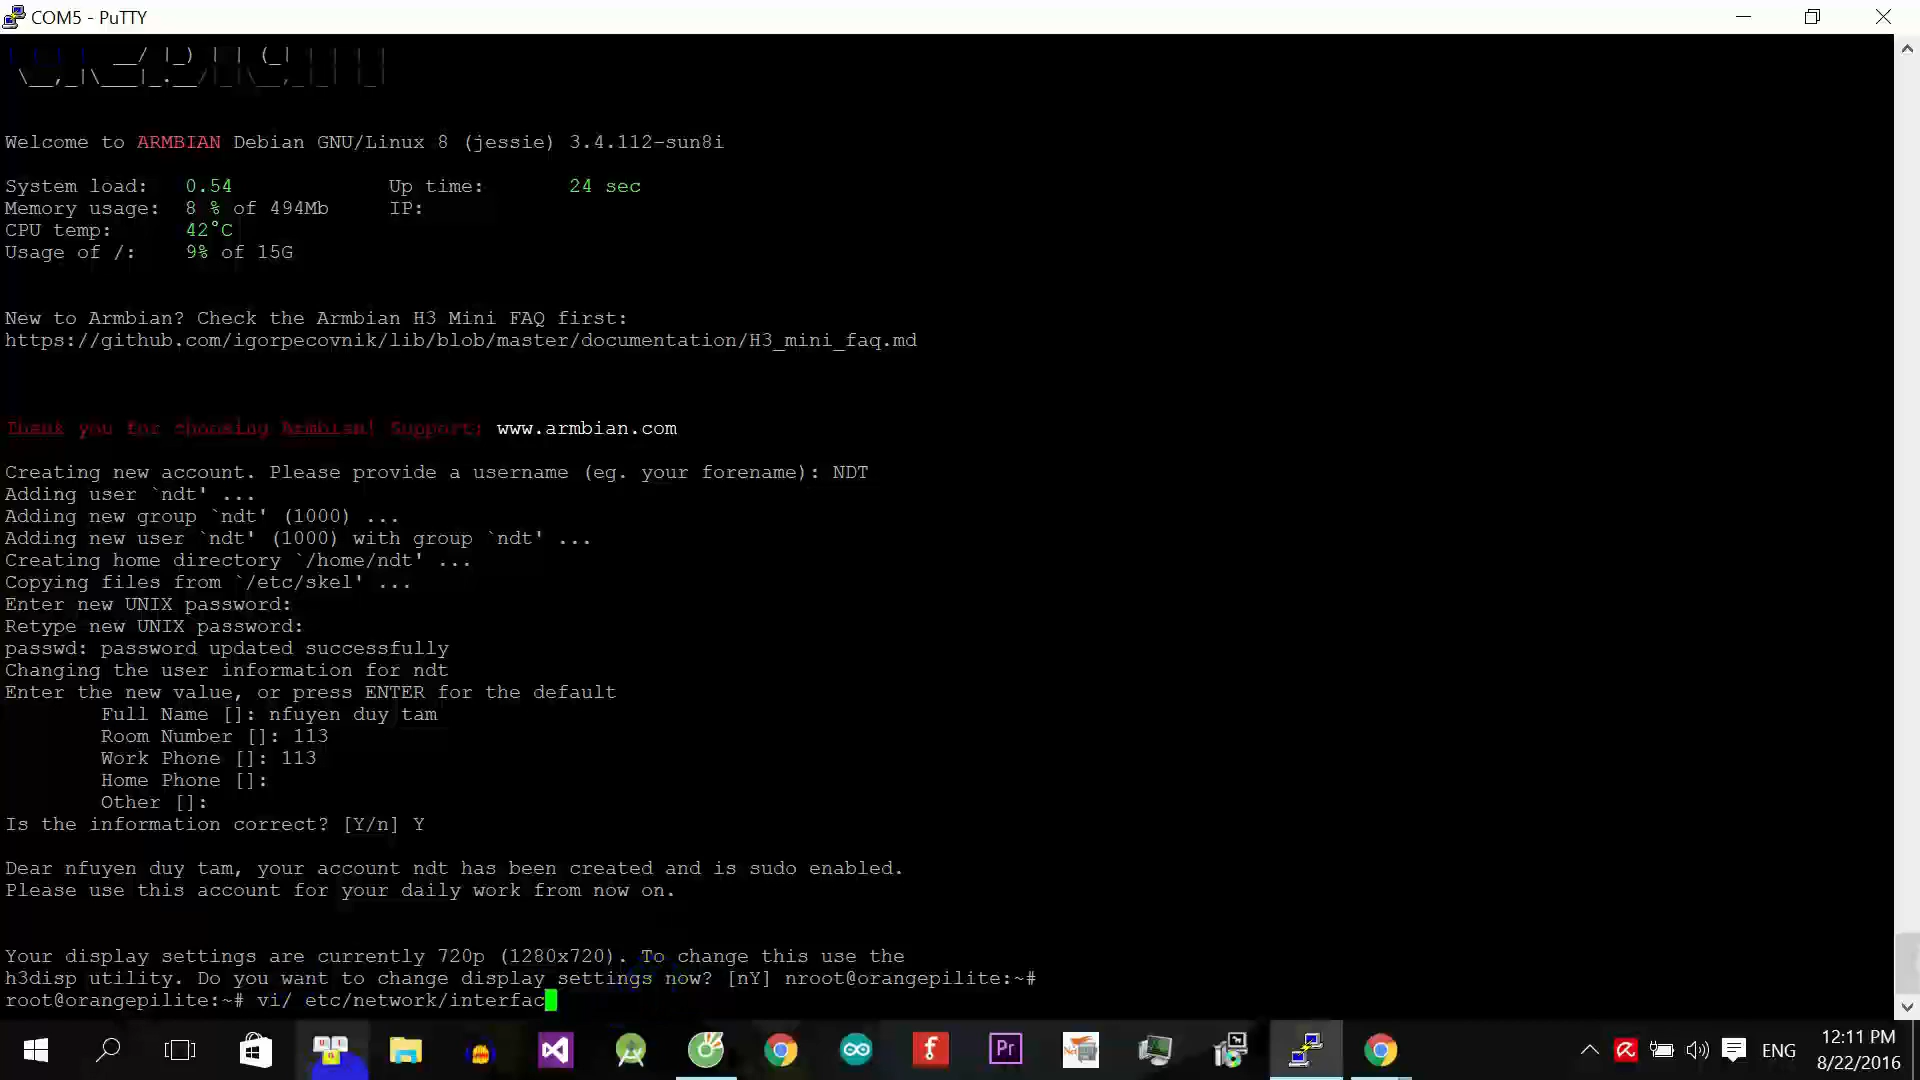 COM5 - PuTTY
Welcome to ARMBIAN Debian GNU/Linux 8 (jessie) 3.4.112-sun8i
System load: 0.54 Up time: 24 sec
Memory usage: 8 % of 494Mb IP:
CPU temp: 42°C
Usage of /: 9% of 15G
New to Armbian? Check the Armbian H3 Mini FAQ first:
https://github.com/igorpecovnik/lib/blob/master/documentation/H3_mini_faq.md
Thank you for choosing Armbian! Support: www.armbian.com
Creating new account. Please provide a username (eg. your forename): NDT
Adding user `ndt' ...
Adding new group `ndt' (1000) ...
Adding new user `ndt' (1000) with group `ndt' ...
Creating home directory `/home/ndt' ...
Copying files from `/etc/skel' ...
Enter new UNIX password:
Retype new UNIX password:
passwd: password updated successfully
Changing the user information for ndt
Enter the new value, or press ENTER for the default
Full Name []: nfuyen duy tam
Room Number []: 113
Work Phone []: 113
Home Phone []:
Other []:
Is the information correct? [Y/n] Y
Dear nfuyen duy tam, your account ndt has been created and is sudo enabled.
Please use this account for your daily work from now on.
Your display settings are currently 720p (1280x720). To change this use the
h3disp utility. Do you want to change display settings now? [nY] nroot@orangepilite:~#
root@orangepilite:~# vi/ etc/network/interfac
Pr
ENG
12:11 PM
8/22/2016